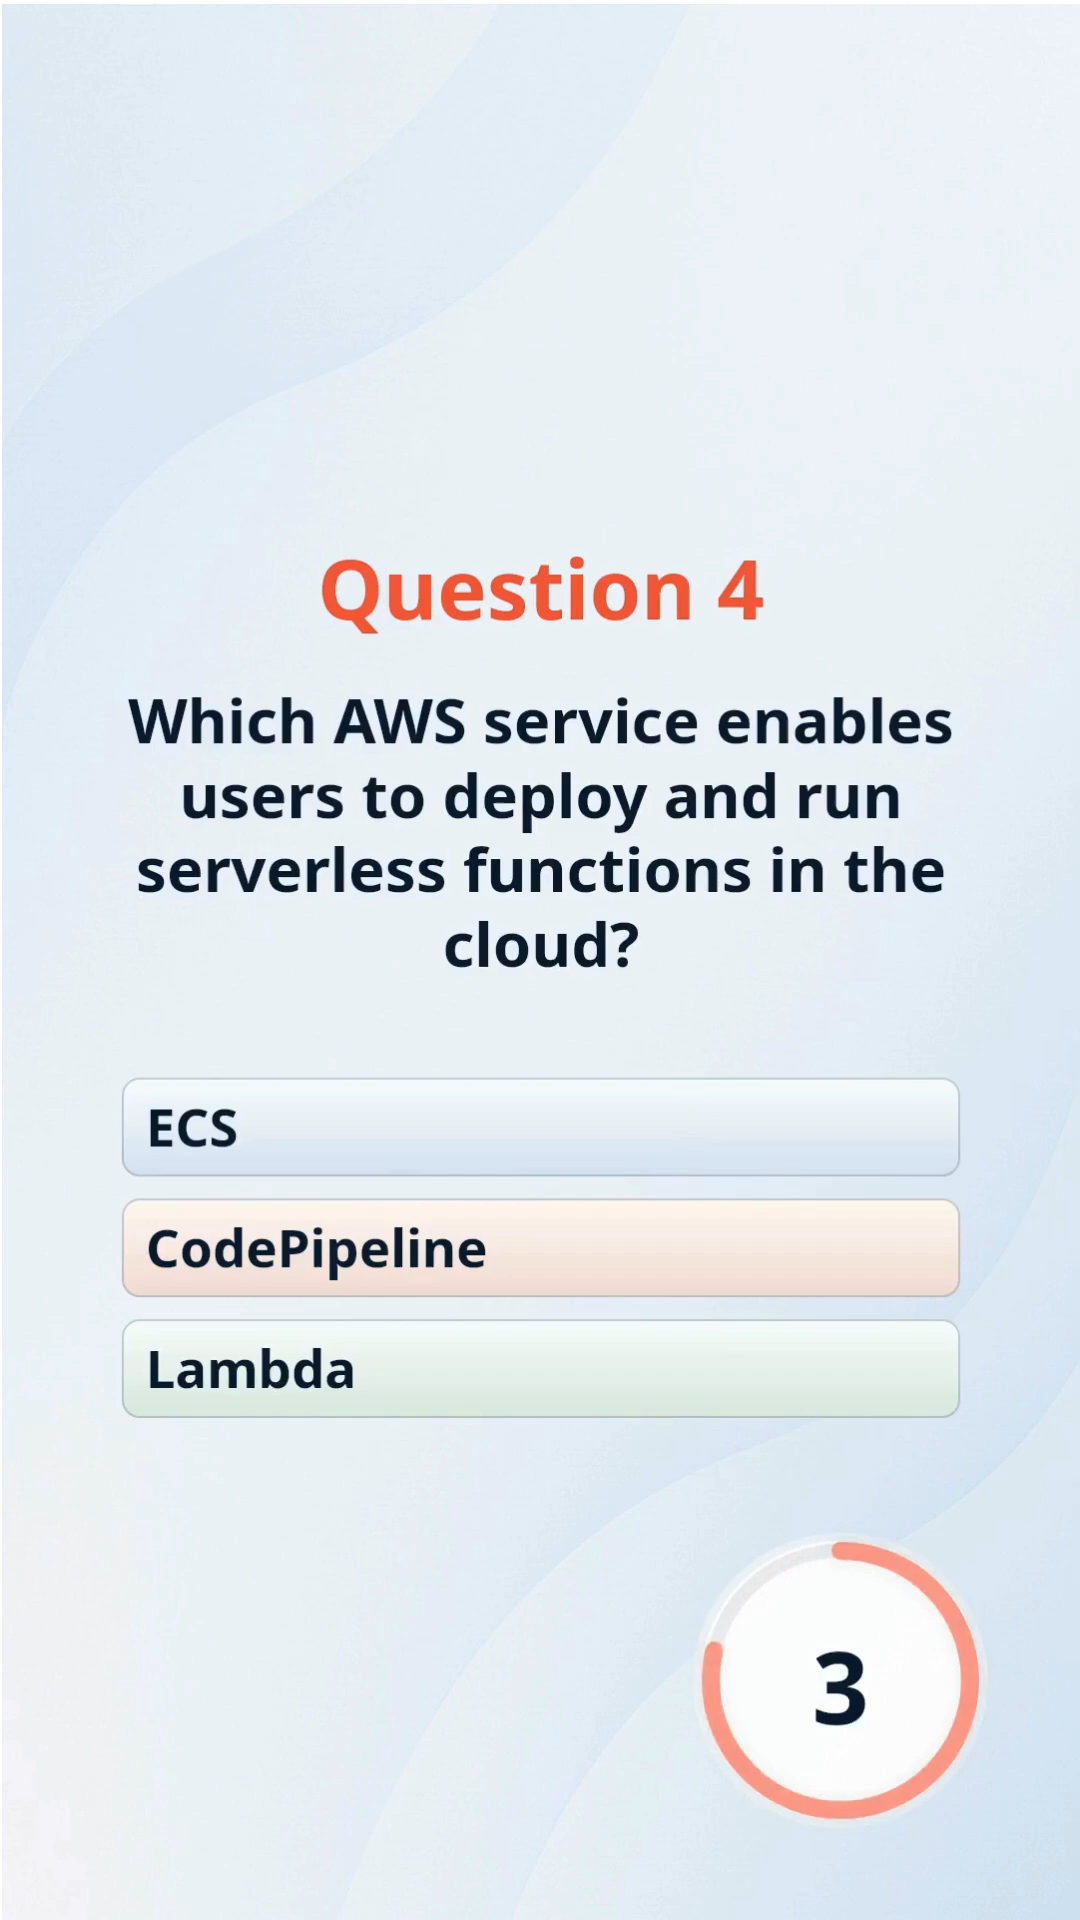 Question 4
Which AWS service enables
users to deploy and run
serverless functions in the
cloud?
ECS
CodePipeline
Lambda
3